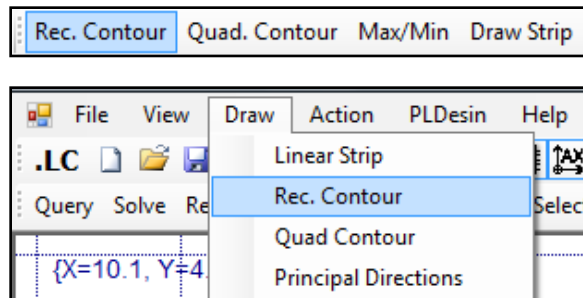 Rec. Contour Quad. Contour Max/Min Draw Strip
File View Draw Action PLDesin Help
.LC Linear Strip
Query Solve Rec. Contour Selec
Quad Contour
{X=10.1, Y=4. Principal Directions